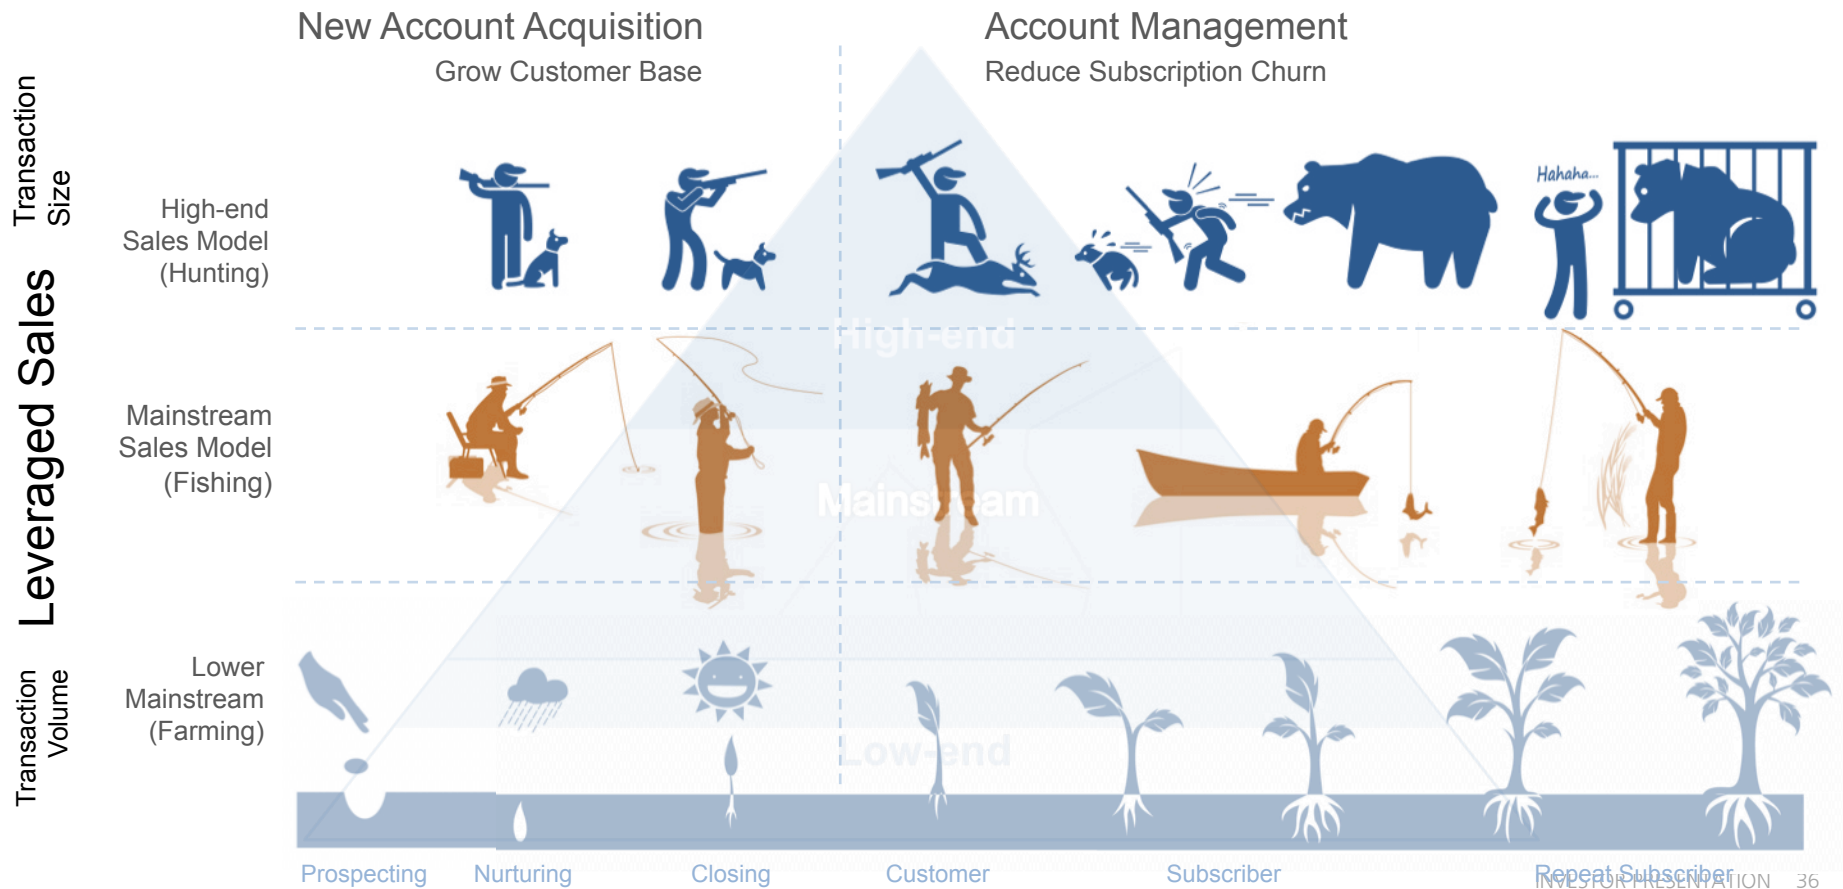 New Account Acquisition
Grow Customer Base
Account Management
Reduce Subscription Churn
Transaction
Size
Leveraged Sales
Transaction
Volume
High-end
Sales Model
(Hunting)
Hahaha...
High-end
Mainstream
Sales Model
(Fishing)
Mainstream
Lower
Mainstream
(Farming)
Low-end
Prospecting
Nurturing
Closing
Customer
Subscriber
Repeat Subscriber
INVESTOR PRESENTATION 36